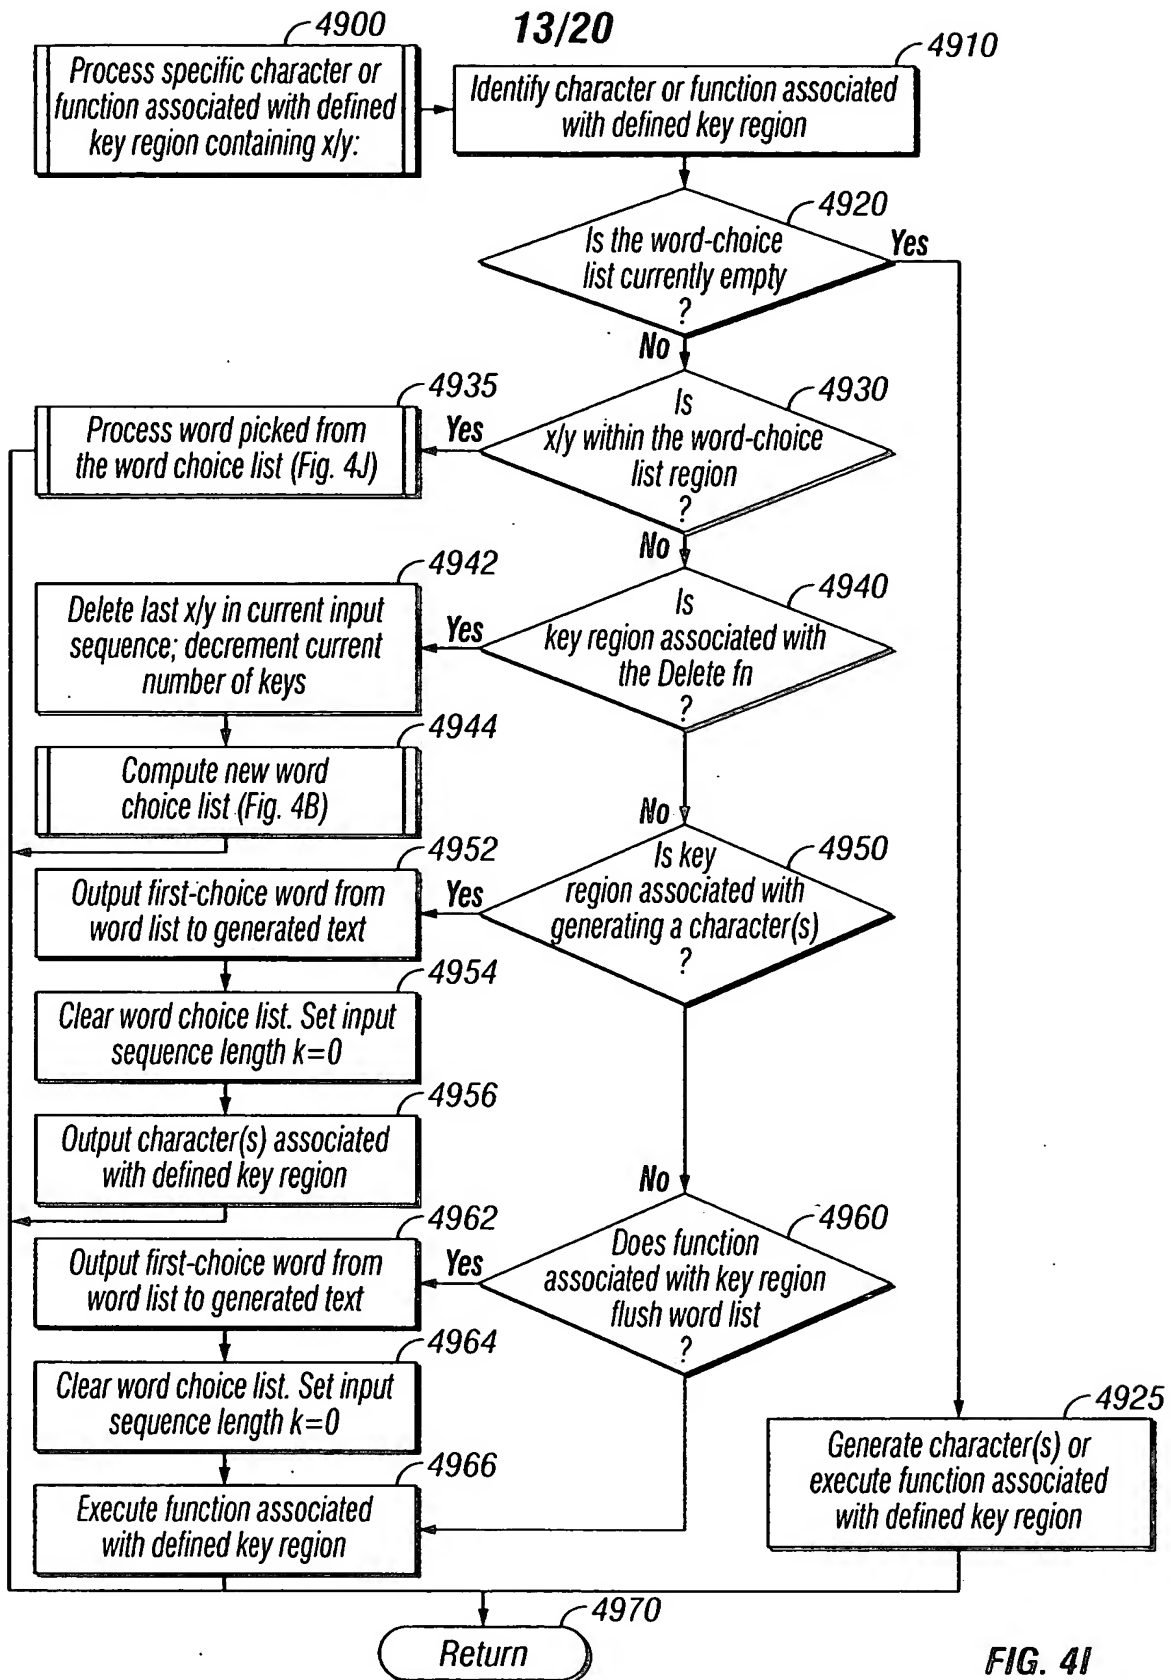 13/20
4900
Process specific character or
function associated with defined
key region containing x/y:
4910
Identify character or function associated
with defined key region
4920
Is the word-choice
list currently empty
?
Yes
No
4930
Is
x/y within the word-choice
list region
?
Yes
4935
Process word picked from
the word choice list (Fig. 4J)
No
4940
Is
key region associated with
the Delete fn
?
Yes
4942
Delete last x/y in current input
sequence; decrement current
number of keys
4944
Compute new word
choice list (Fig. 4B)
No
4950
Is key
region associated with
generating a character(s)
?
Yes
4952
Output first-choice word from
word list to generated text
4954
Clear word choice list. Set input
sequence length k=0
4956
Output character(s) associated
with defined key region
No
4960
Does function
associated with key region
flush word list
?
Yes
4962
Output first-choice word from
word list to generated text
4964
Clear word choice list. Set input
sequence length k=0
4966
Execute function associated
with defined key region
4925
Generate character(s) or
execute function associated
with defined key region
4970
Return
FIG. 4I